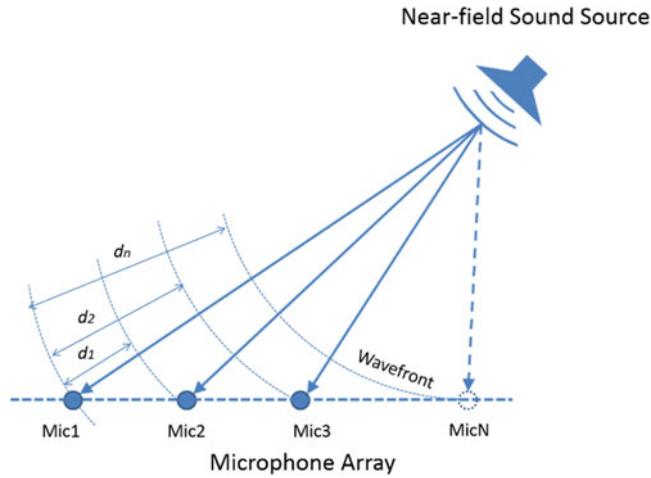 Near-field Sound Source
dn
d2
d1
Wavefront
Mic1 Mic2 Mic3 MicN
Microphone Array